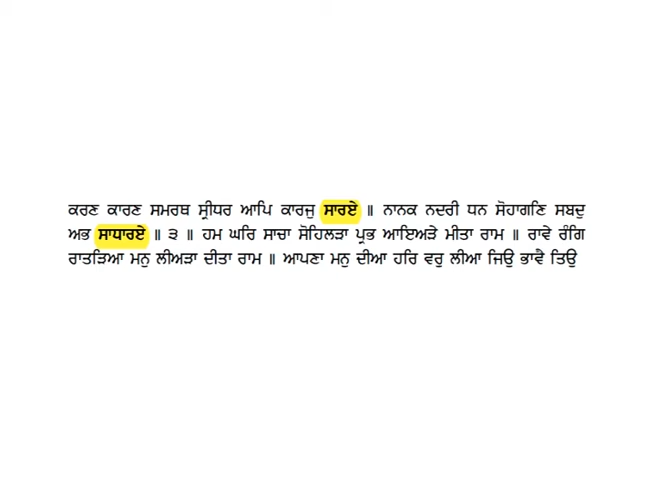 ਕਰਣ ਕਾਰਣ ਸਮਰਥ ਸ੍ਰੀਧਰ ਆਪਿ ਕਾਰਜੁ ਸਾਰਏ ॥ ਨਾਨਕ ਨਦਰੀ ਧਨ ਸੋਹਾਗਣਿ ਸਬਦੁ
ਅਭ ਸਾਧਾਰਏ ॥ ੩ ॥ ਹਮ ਘਰਿ ਸਾਚਾ ਸੋਹਿਲੜਾ ਪ੍ਰਭ ਆਇਅੜੇ ਮੀਤਾ ਰਾਮ ॥ ਰਾਵੇ ਰੰਗਿ
ਰਾਤੜਿਆ ਮਨੁ ਲੀਅੜਾ ਦੀਤਾ ਰਾਮ ॥ ਆਪਣਾ ਮਨੁ ਦੀਆ ਹਰਿ ਵਰੁ ਲੀਆ ਜਿਉ ਭਾਵੈ ਤਿਉ